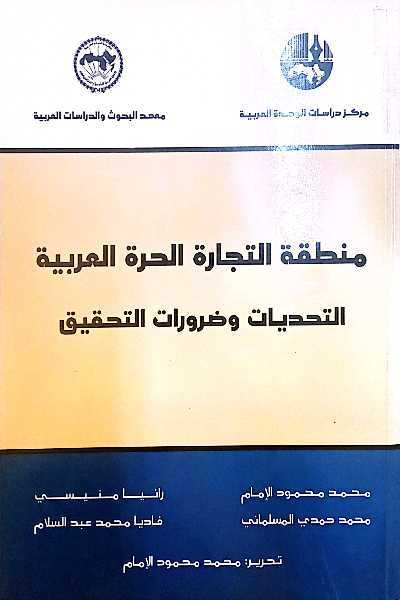 مركز دراسات الوحدة العربية
معهد البحوث والدراسات العربية
منطقة التجارة الحرة العربية
التحديات وضرورات التحقيق
محمد محمود الإمام
رانيا منيسي
محمد حمدي المسلماني
فاديا محمد عبد السلام
تحرير: محمد محمود الإمام